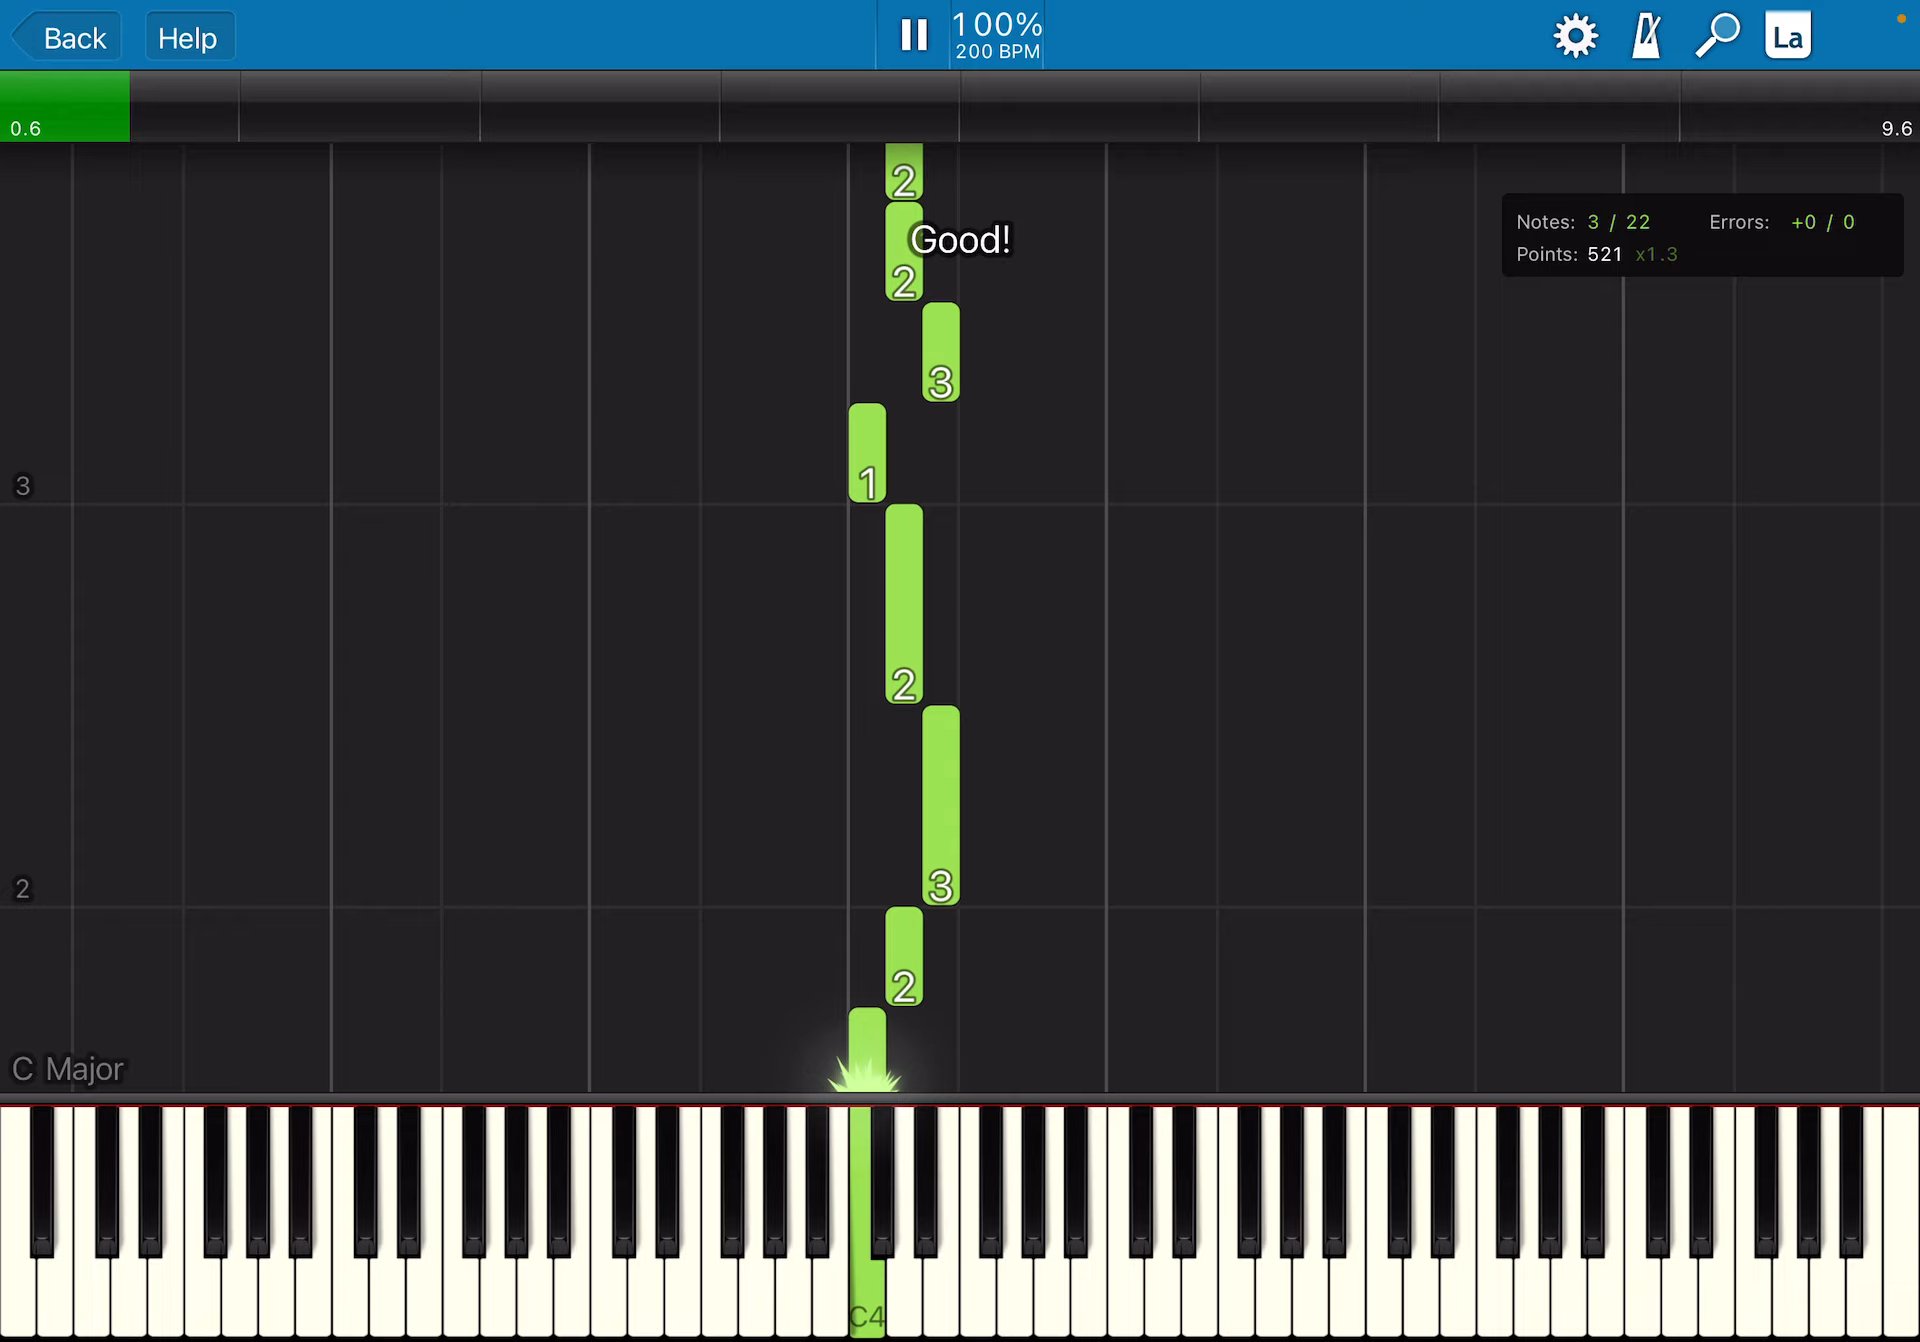 Back
Help
100%
200 BPM
La
0.6
9.6
2
Good!
Notes: 3 / 22 Errors: +0 / 0
Points: 521 x1.3
2
3
1
3
2
3
2
2
C Major
C4